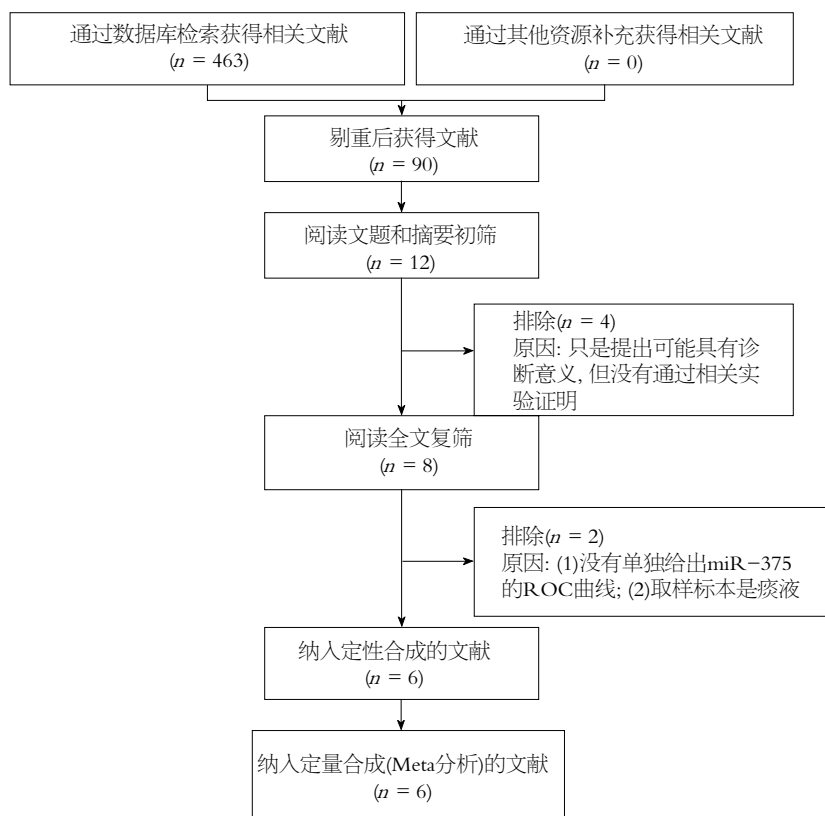 通过数据库检索获得相关文献
(n = 463)
通过其他资源补充获得相关文献
(n = 0)
剔重后获得文献
(n = 90)
阅读文题和摘要初筛
(n = 12)
排除(n = 4)
原因: 只是提出可能具有诊
断意义, 但没有通过相关实
验证明
阅读全文复筛
(n = 8)
排除(n = 2)
原因: (1)没有单独给出miR-375
的ROC曲线; (2)取样标本是痰液
纳入定性合成的文献
(n = 6)
纳入定量合成(Meta分析)的文献
(n = 6)